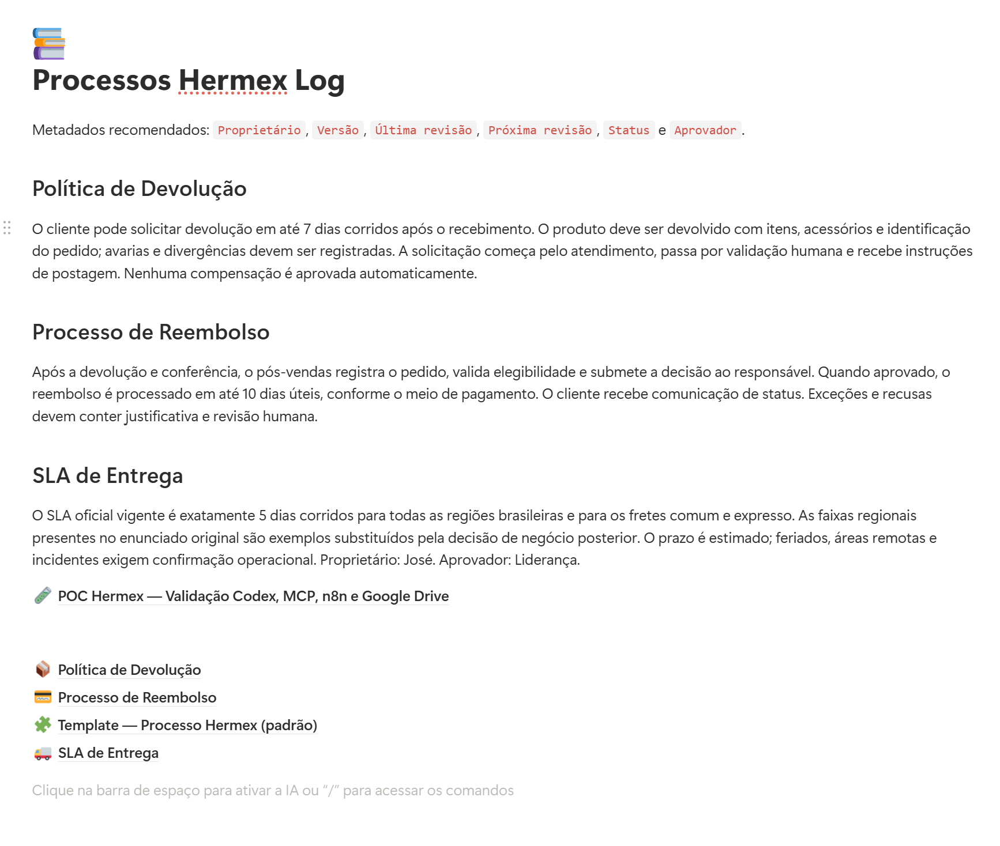 Processos Hermex Log
Metadados recomendados: Proprietário, Versão, Última revisão, Próxima revisão, Status e Aprovador.
Política de Devolução
O cliente pode solicitar devolução em até 7 dias corridos após o recebimento. O produto deve ser devolvido com itens, acessórios e identificação
do pedido; avarias e divergências devem ser registradas. A solicitação começa pelo atendimento, passa por validação humana e recebe instruções
de postagem. Nenhuma compensação é aprovada automaticamente.
Processo de Reembolso
Após a devolução e conferência, o pós-vendas registra o pedido, valida elegibilidade e submete a decisão ao responsável. Quando aprovado, o
reembolso é processado em até 10 dias úteis, conforme o meio de pagamento. O cliente recebe comunicação de status. Exceções e recusas
devem conter justificativa e revisão humana.
SLA de Entrega
O SLA oficial vigente é exatamente 5 dias corridos para todas as regiões brasileiras e para os fretes comum e expresso. As faixas regionais
presentes no enunciado original são exemplos substituídos pela decisão de negócio posterior. O prazo é estimado; feriados, áreas remotas e
incidentes exigem confirmação operacional. Proprietário: José. Aprovador: Liderança.
POC Hermex — Validação Codex, MCP, n8n e Google Drive
Política de Devolução
Processo de Reembolso
Template — Processo Hermex (padrão)
SLA de Entrega
Clique na barra de espaço para ativar a IA ou “/” para acessar os comandos